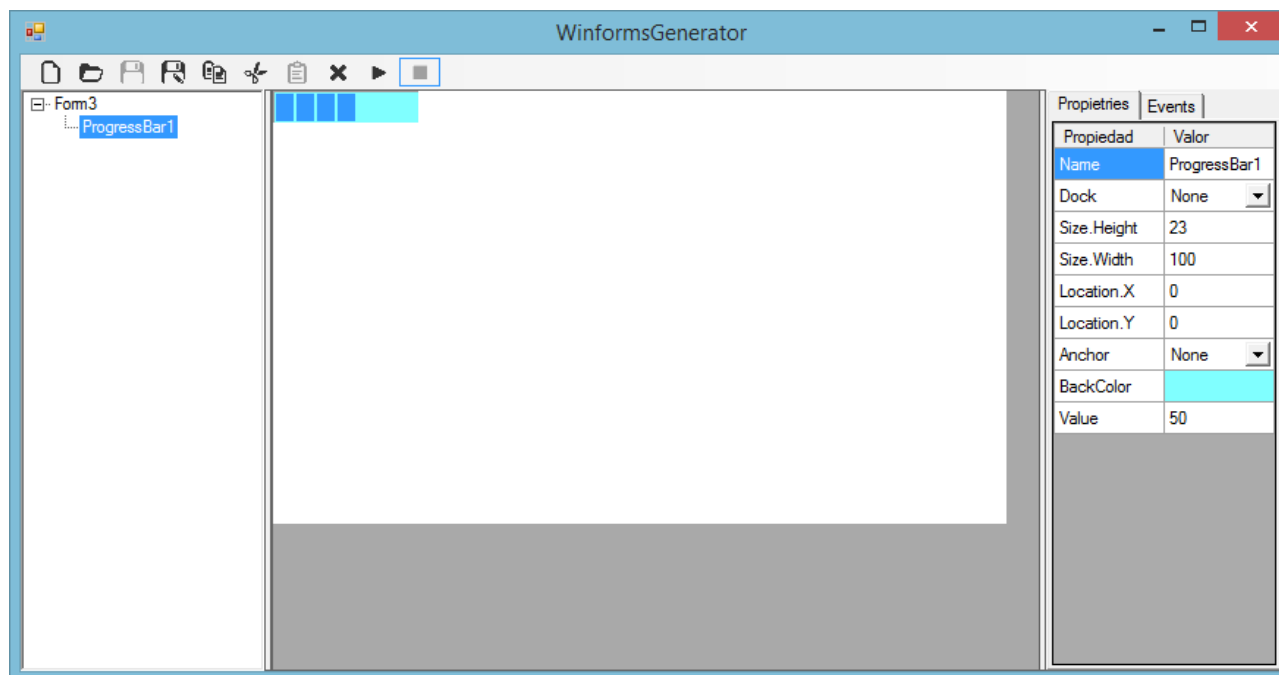 WinformsGenerator
Form3
ProgressBar1
Propietries Events
Propiedad Valor
Name ProgressBar1
Dock None
Size.Height 23
Size.Width 100
Location.X 0
Location.Y 0
Anchor None
BackColor
Value 50